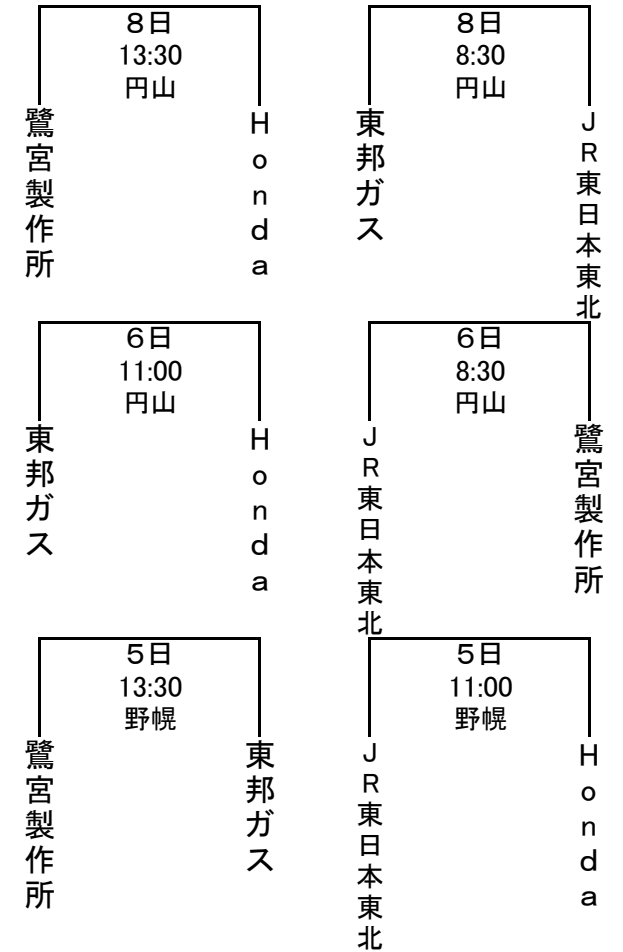 8日
13:30
円山
鷺宮製作所
Honda
8日
8:30
円山
東邦ガス
JR東日本東北
6日
11:00
円山
東邦ガス
Honda
6日
8:30
円山
JR東日本東北
鷺宮製作所
5日
13:30
野幌
鷺宮製作所
東邦ガス
5日
11:00
野幌
JR東日本東北
Honda